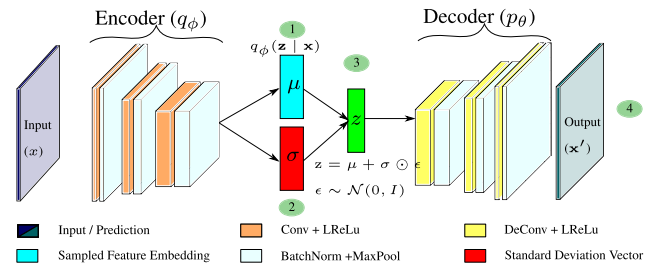 Encoder (qϕ)
Decoder (pθ)
1
qϕ(z | x)
3
μ
Input
(x)
z
Output
(x′)
4
σ
z = μ + σ ⊙ ϵ
ϵ ∼ N(0, I)
2
Input / Prediction
Conv + LReLu
DeConv + LReLu
Sampled Feature Embedding
BatchNorm +MaxPool
Standard Deviation Vector